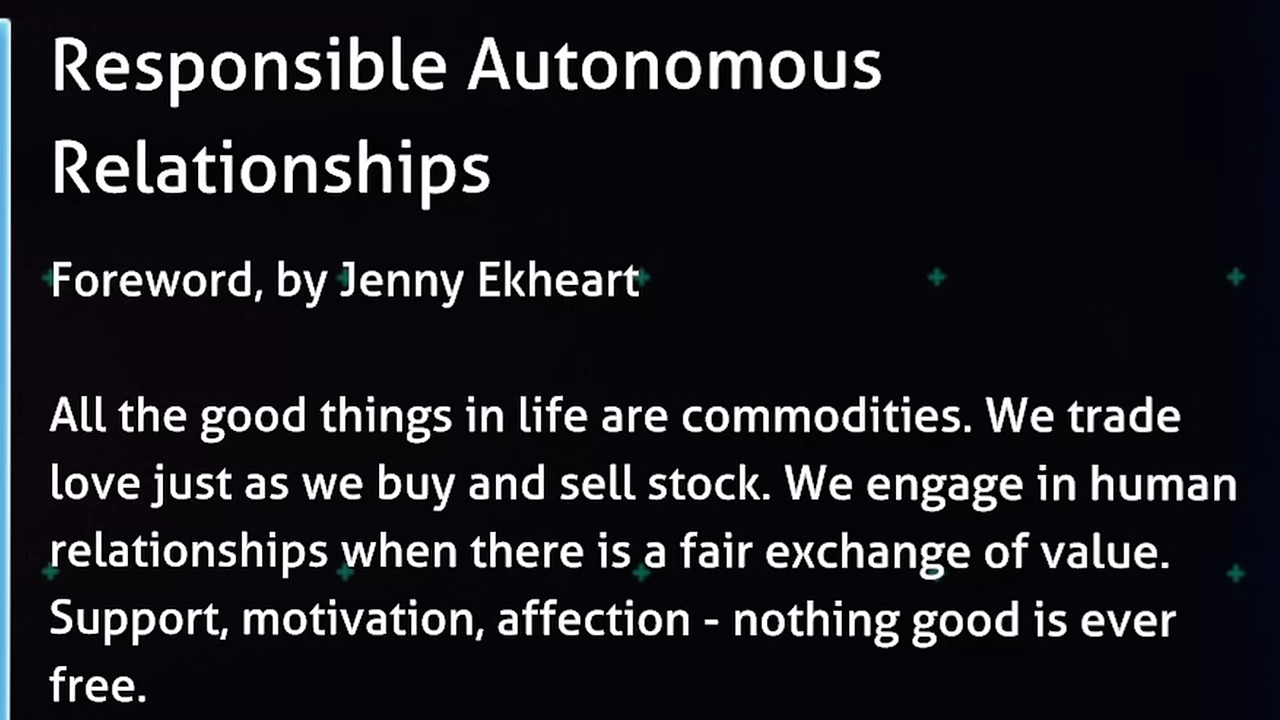 Responsible Autonomous
Relationships
Foreword, by Jenny Ekheart
All the good things in life are commodities. We trade
love just as we buy and sell stock. We engage in human
relationships when there is a fair exchange of value.
Support, motivation, affection - nothing good is ever
free.